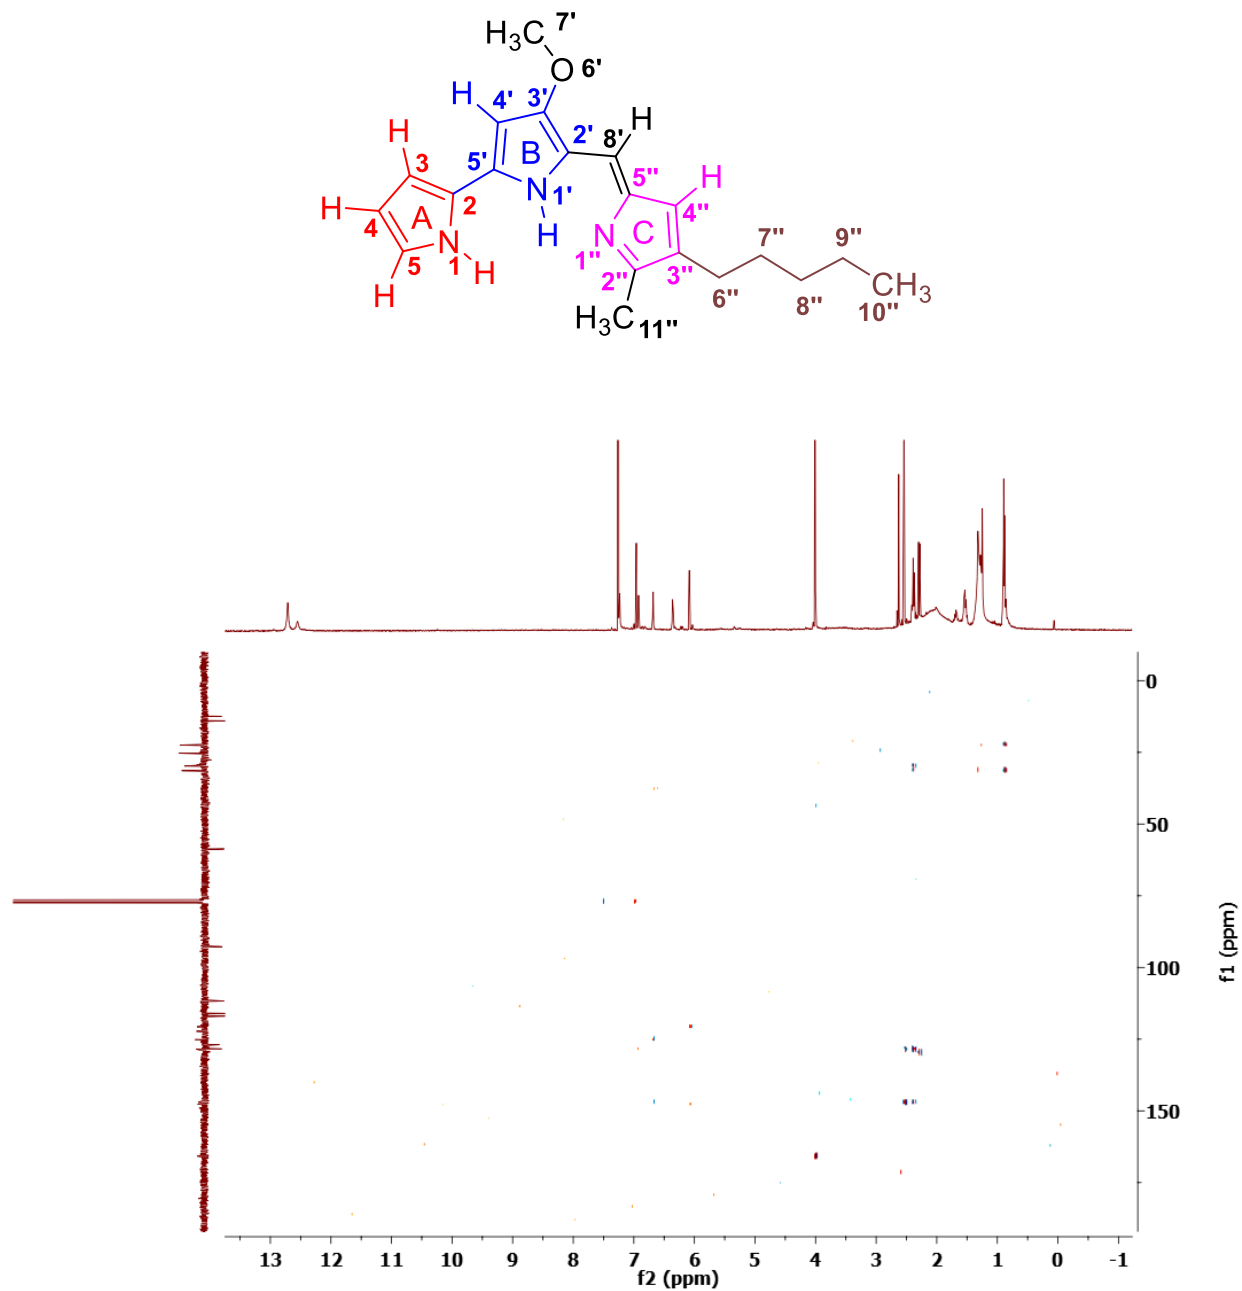 7'
H₃C
O 6'
H 4' 3' H
H 2' 8'
B
3 5' 5'' H
H 2 N 1' 4''
4 A N C 7'' 9''
5 N H 1''
1 H 2'' 3''
H 6'' 8'' CH₃
10''
H₃C 11''
0
50
100
150
f1 (ppm)
13 12 11 10 9 8 7 6 5 4 3 2 1 0 -1
f2 (ppm)